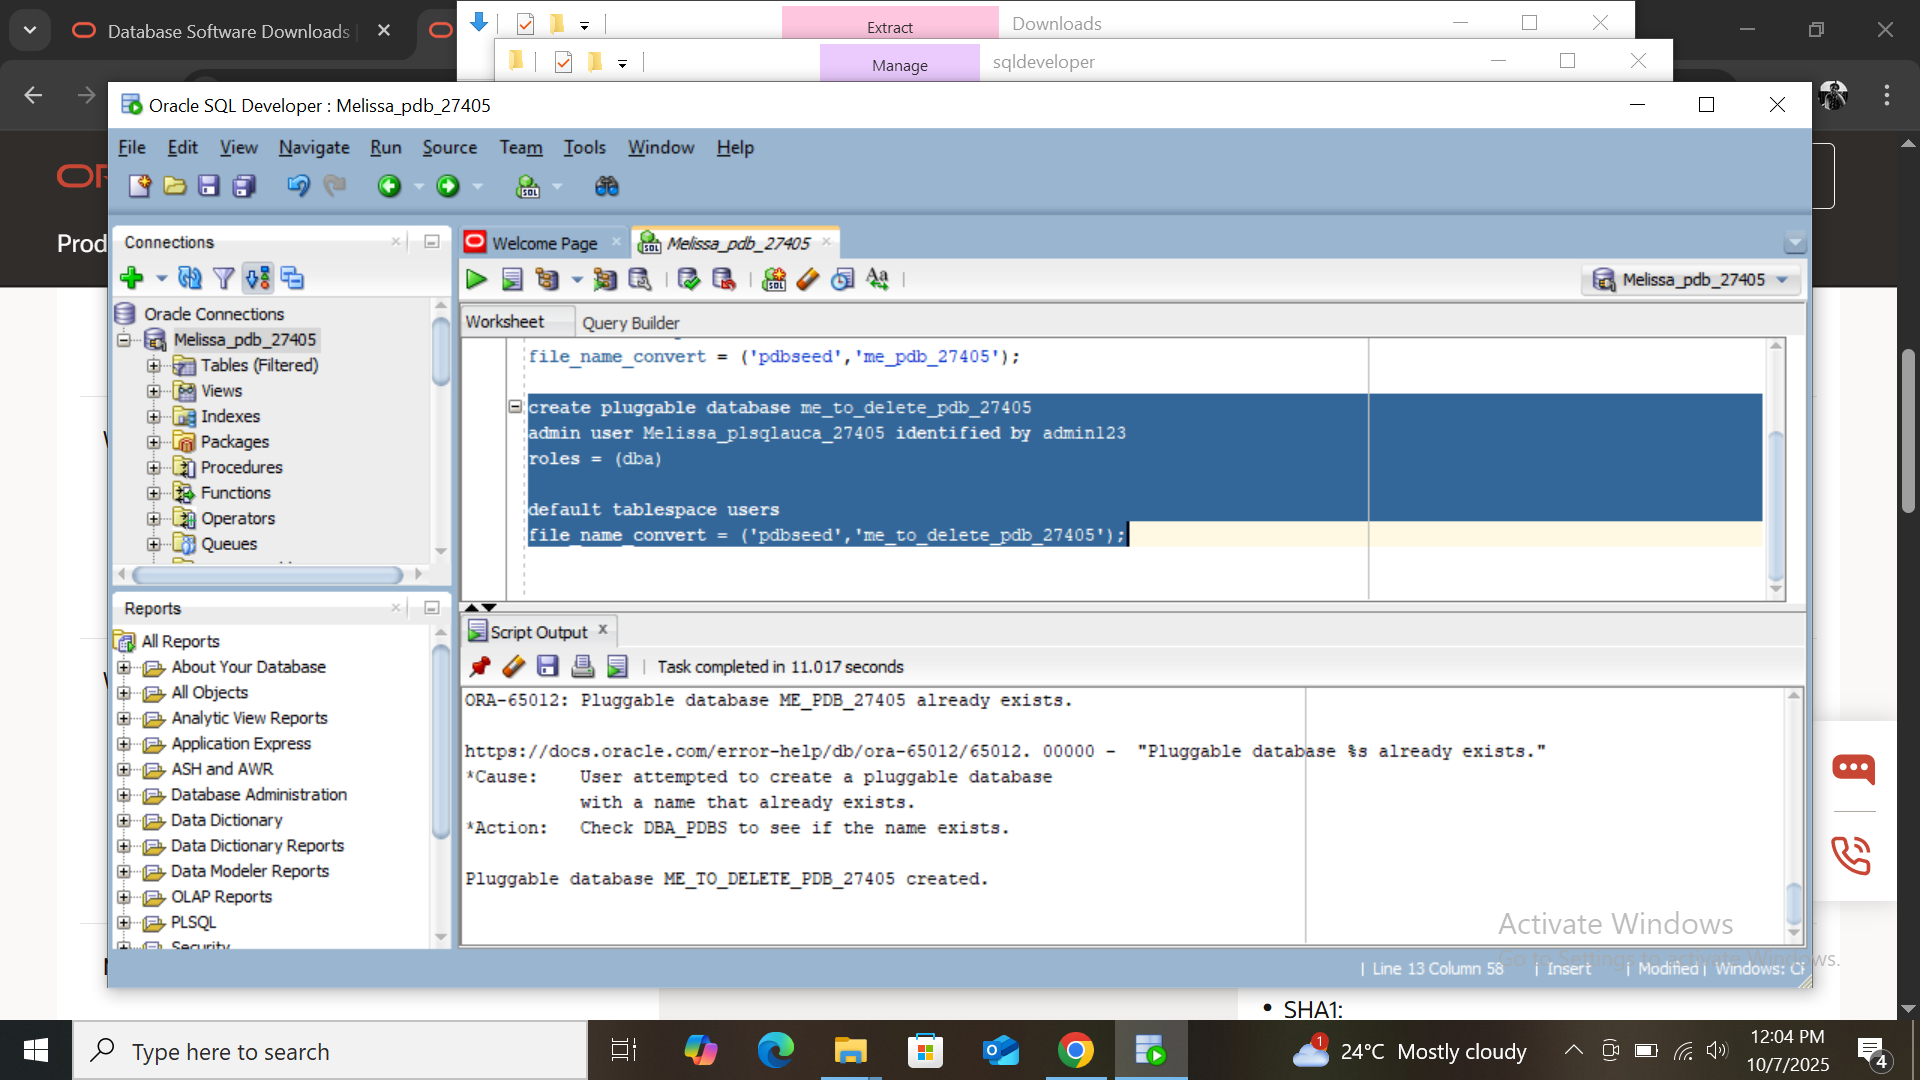 Database Software Downloads |
Extract
Downloads
Manage
sqldeveloper
Oracle SQL Developer : Melissa_pdb_27405
File Edit View Navigate Run Source Team Tools Window Help
Prod
Connections
Welcome Page
Melissa_pdb_27405
Melissa_pdb_27405
Worksheet
Query Builder
Oracle Connections
Melissa_pdb_27405
Tables (Filtered)
Views
Indexes
Packages
Procedures
Functions
Operators
Queues
file_name_convert = ('pdbseed','me_pdb_27405');
create pluggable database me_to_delete_pdb_27405
admin user Melissa_plsqlauca_27405 identified by admin123
roles = (dba)
default tablespace users
file_name_convert = ('pdbseed','me_to_delete_pdb_27405');
Reports
All Reports
About Your Database
All Objects
Analytic View Reports
Application Express
ASH and AWR
Database Administration
Data Dictionary
Data Dictionary Reports
Data Modeler Reports
OLAP Reports
PLSQL
Security
Script Output
Task completed in 11.017 seconds
ORA-65012: Pluggable database ME_PDB_27405 already exists.
https://docs.oracle.com/error-help/db/ora-65012/65012. 00000 - "Pluggable database %s already exists."
*Cause: User attempted to create a pluggable database
with a name that already exists.
*Action: Check DBA_PDBS to see if the name exists.
Pluggable database ME_TO_DELETE_PDB_27405 created.
Activate Windows
Go to Settings to activate Windows.
| Line 13 Column 58 | Insert | Modified | Windows: CR
• SHA1:
Type here to search
1
24°C Mostly cloudy
12:04 PM
10/7/2025
4